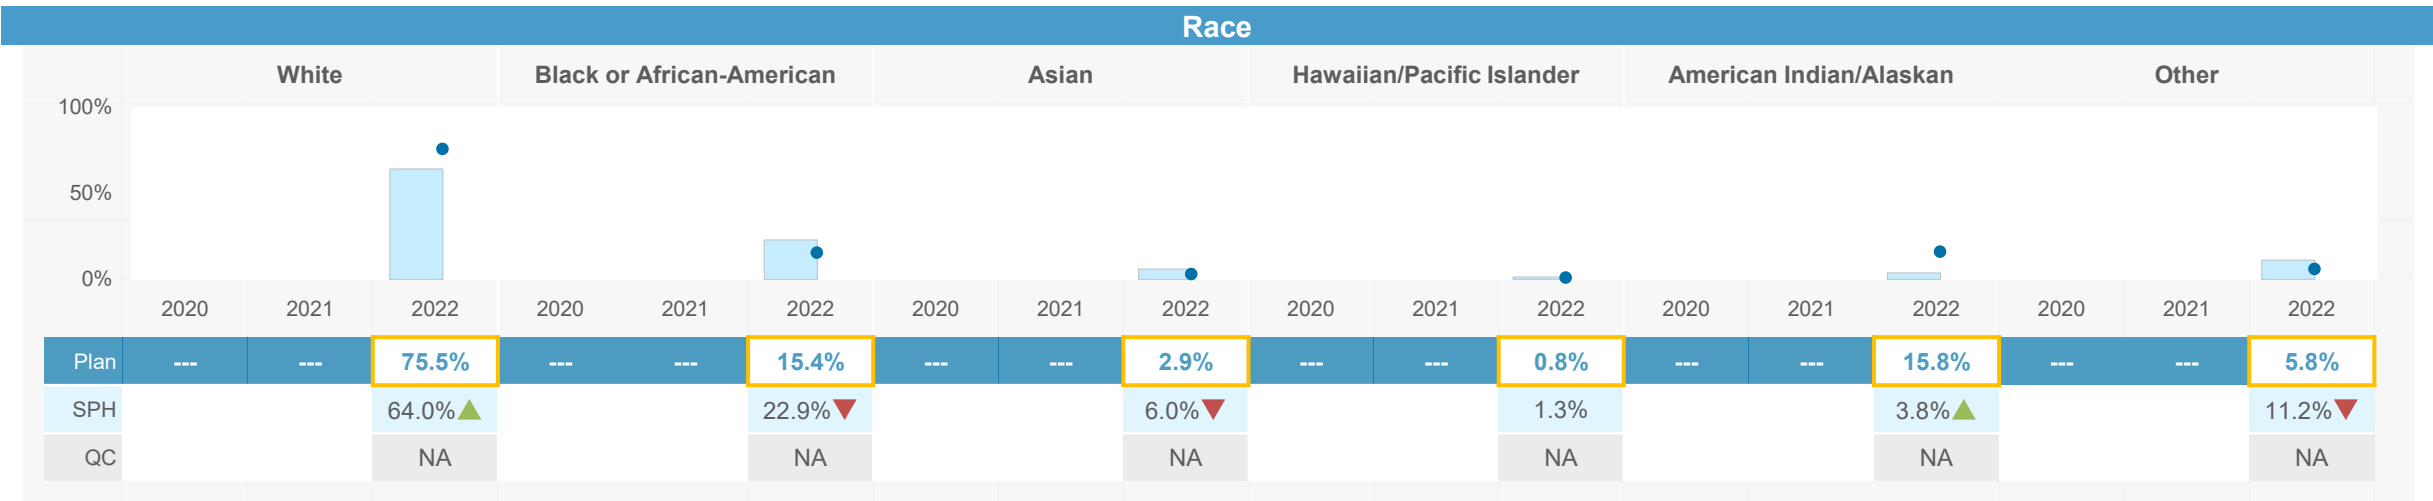 Race
White Black or African-American Asian Hawaiian/Pacific Islander American Indian/Alaskan Other
100%
50%
0%
2020 2021 2022 2020 2021 2022 2020 2021 2022 2020 2021 2022 2020 2021 2022 2020 2021 2022
Plan --- --- 75.5% --- --- 15.4% --- --- 2.9% --- --- 0.8% --- --- 15.8% --- --- 5.8%
SPH 64.0% 22.9% 6.0% 1.3% 3.8% 11.2%
QC NA NA NA NA NA NA